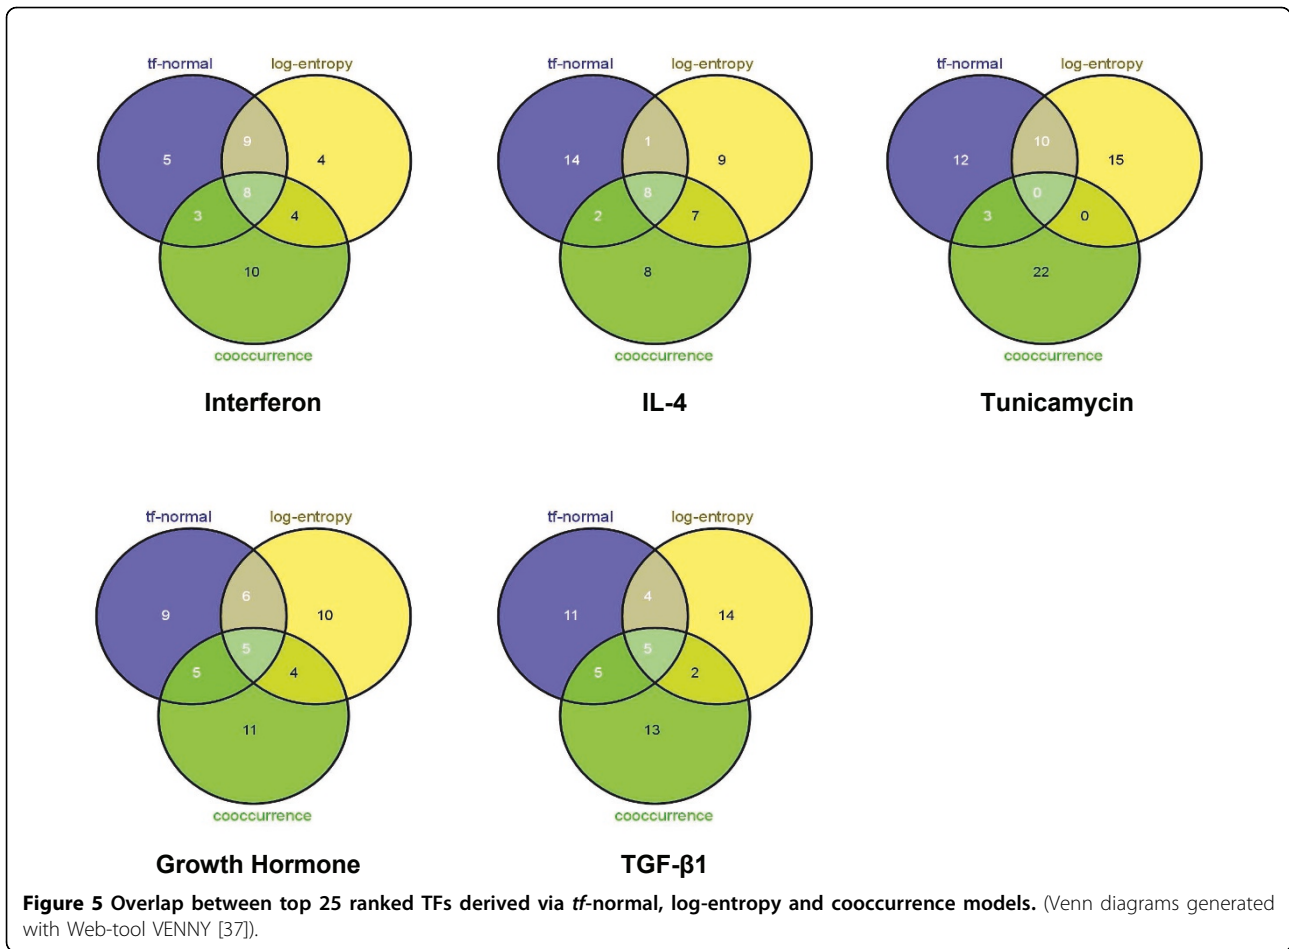 tf-normal log-entropy
5 9 4
8
3 4
10
cooccurrence
Interferon
tf-normal log-entropy
14 1 9
8
2 7
8
cooccurrence
IL-4
tf-normal log-entropy
12 10 15
0
3 0
22
cooccurrence
Tunicamycin
tf-normal log-entropy
9 6 10
5
5 4
11
cooccurrence
Growth Hormone
tf-normal log-entropy
11 4 14
5
5 2
13
cooccurrence
TGF-β1
Figure 5 Overlap between top 25 ranked TFs derived via tf-normal, log-entropy and cooccurrence models. (Venn diagrams generated
with Web-tool VENNY [37]).